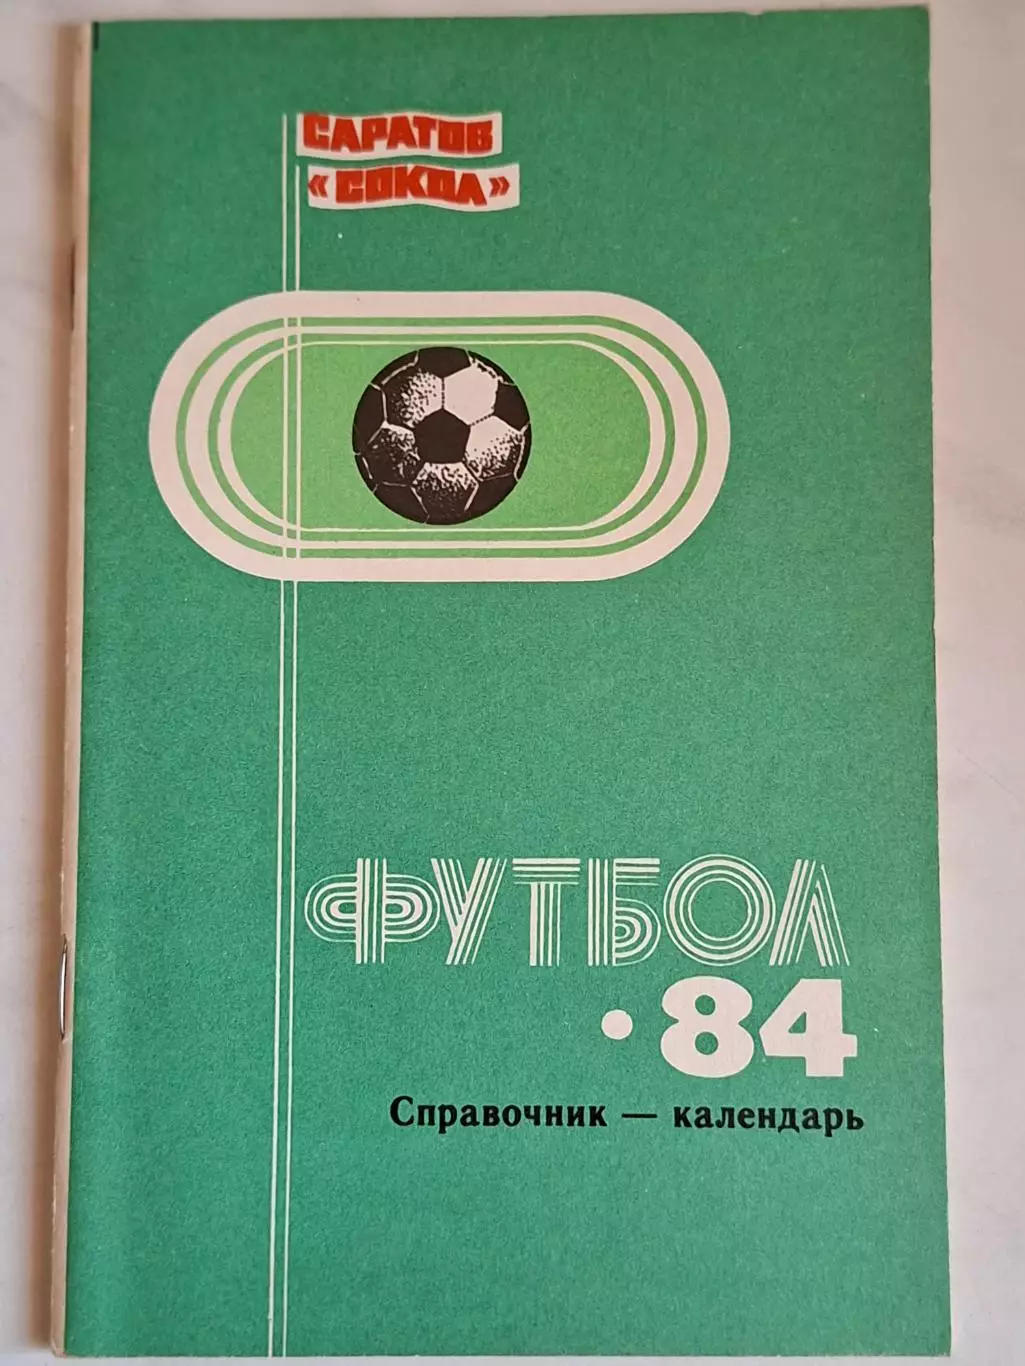 САРАТОВ
«СОКОЛ»
ФУТБОЛ
·84
Справочник — календарь